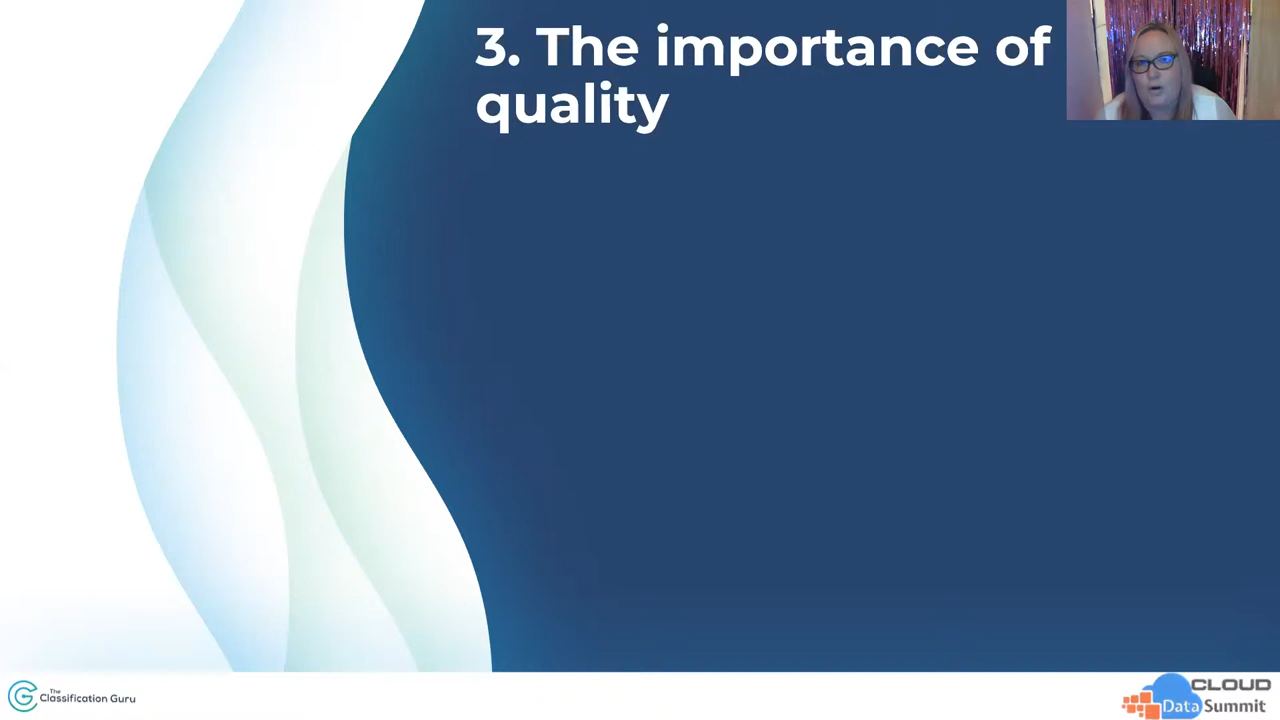 3. The importance of
quality
The
Classification Guru
CLOUD
Data Summit